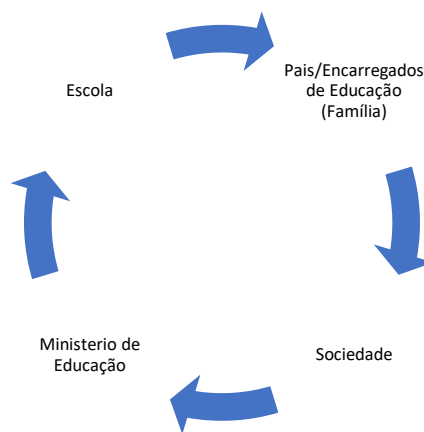 Escola
Pais/Encarregados
de Educação
(Família)
Sociedade
Ministerio de
Educação